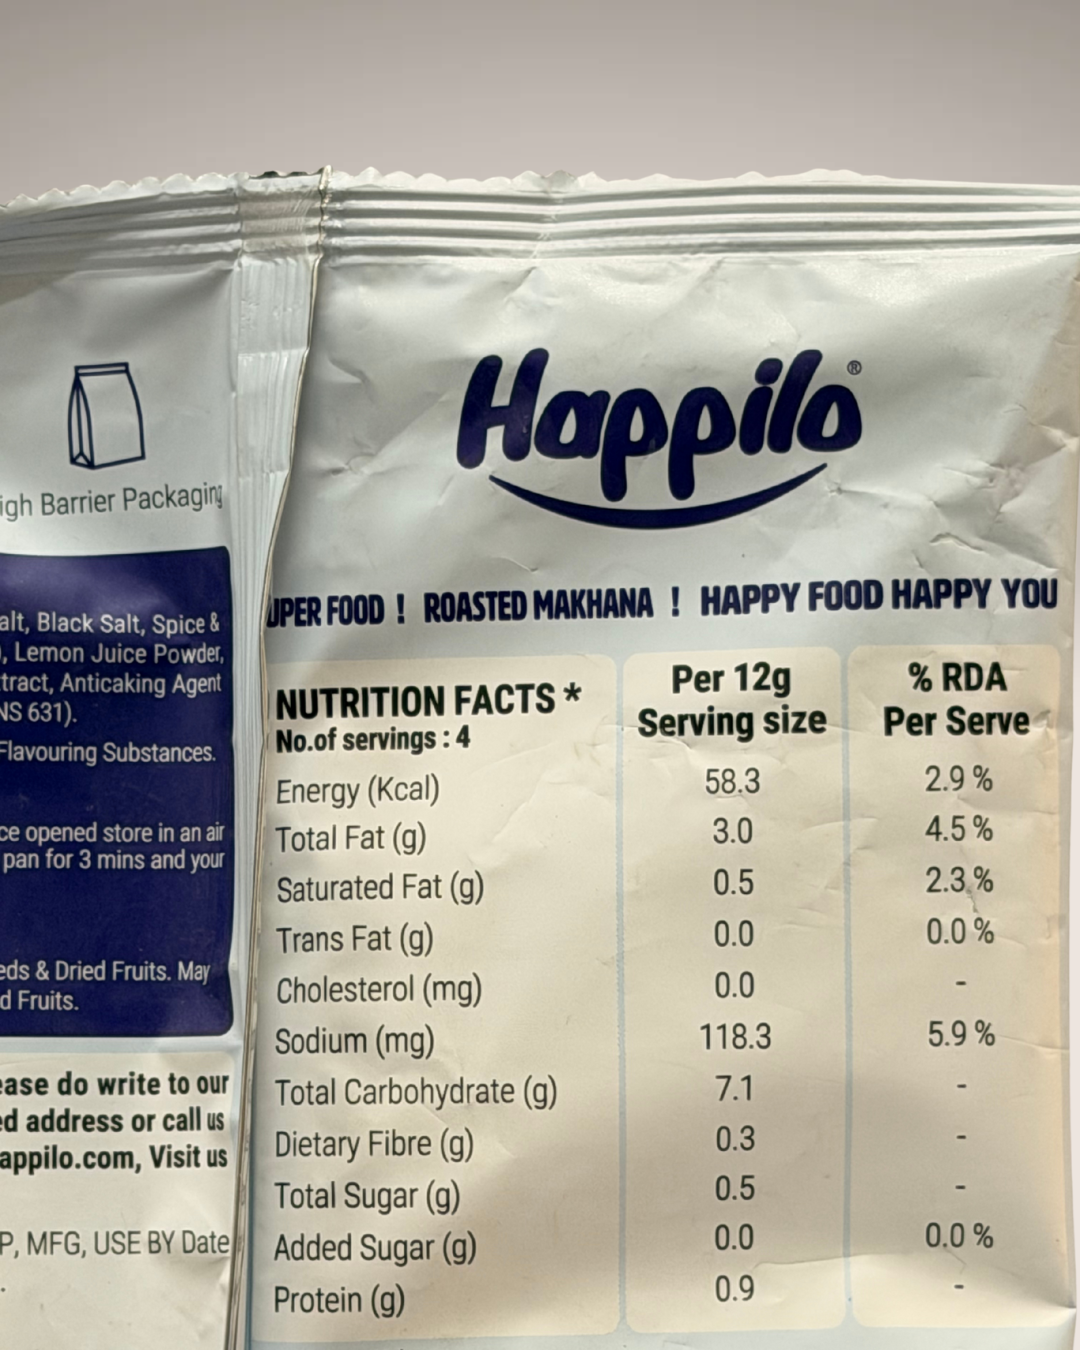 High Barrier Packaging
alt, Black Salt, Spice &
, Lemon Juice Powder,
tract, Anticaking Agent
NS 631).
Flavouring Substances.
ce opened store in an air
pan for 3 mins and your
eds & Dried Fruits. May
d Fruits.
ease do write to our
ed address or call us
appilo.com, Visit us
P, MFG, USE BY Date
.
Happilo®
UPER FOOD ! ROASTED MAKHANA ! HAPPY FOOD HAPPY YOU
NUTRITION FACTS * Per 12g Serving size % RDA Per Serve
No.of servings : 4
Energy (Kcal) 58.3 2.9 %
Total Fat (g) 3.0 4.5 %
Saturated Fat (g) 0.5 2.3 %
Trans Fat (g) 0.0 0.0 %
Cholesterol (mg) 0.0 -
Sodium (mg) 118.3 5.9 %
Total Carbohydrate (g) 7.1 -
Dietary Fibre (g) 0.3 -
Total Sugar (g) 0.5 -
Added Sugar (g) 0.0 0.0 %
Protein (g) 0.9 -